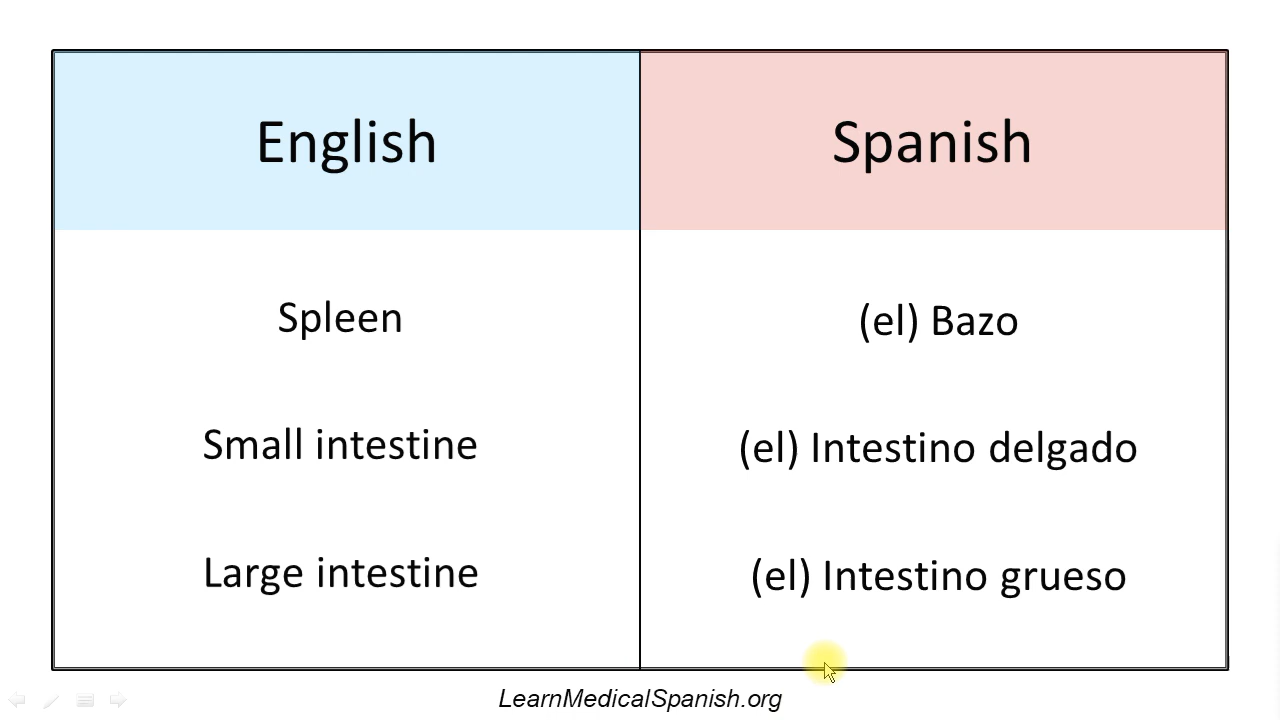 English Spanish
Spleen (el) Bazo
Small intestine (el) Intestino delgado
Large intestine (el) Intestino grueso
LearnMedicalSpanish.org